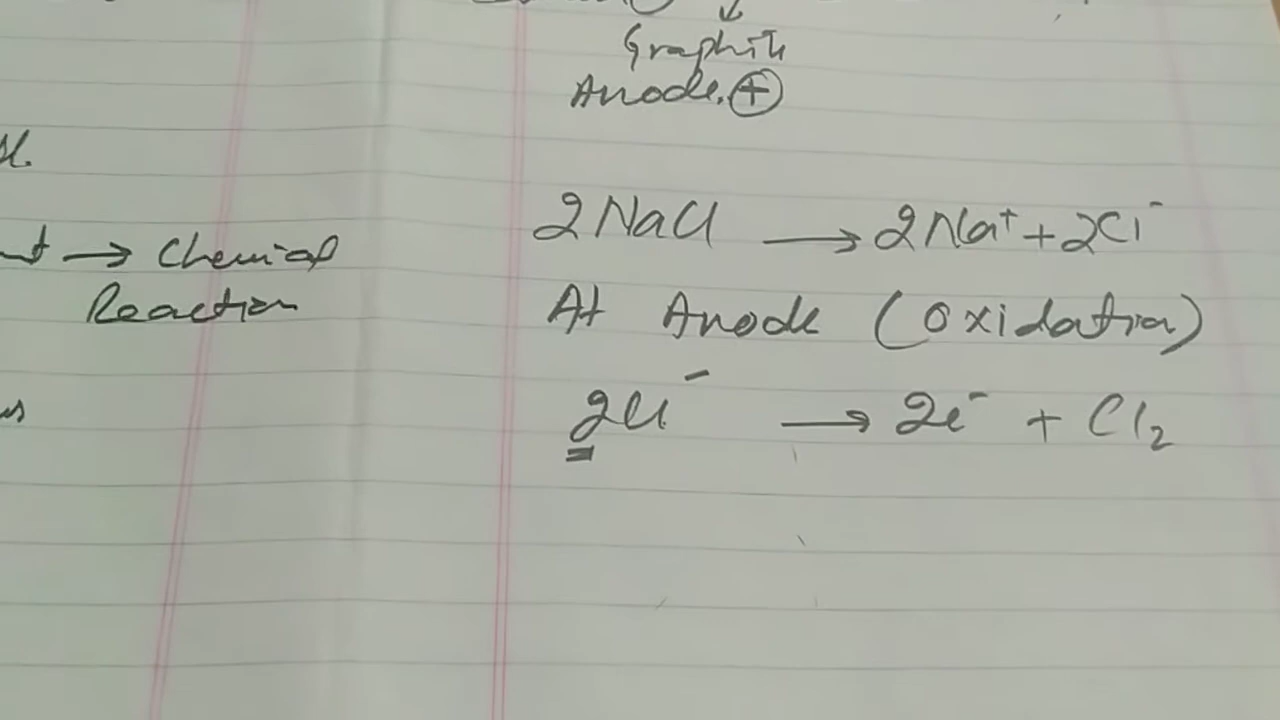 Graphite
Anode. +
2NaCl → 2Na⁺ + 2Cl⁻
→ Chemical
Reaction
At Anode (Oxidation)
2Cl⁻ → 2e⁻ + Cl₂